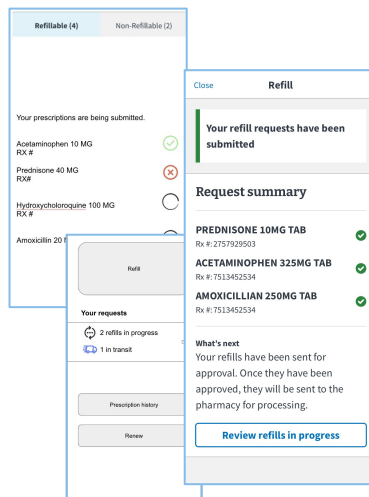 Refillable (4) Non-Refillable (2)
Your prescriptions are being submitted.
Acetaminophen 10 MG
RX #
Prednisone 40 MG
RX#
Hydroxycholoroquine 100 MG
RX #
Amoxicillin 20
Refill
Your requests
2 refills in progress
1 in transit
Prescription history
Renew
Close Refill
Your refill requests have been
submitted
Request summary
PREDNISONE 10MG TAB
Rx #: 2757929503
ACETAMINOPHEN 325MG TAB
Rx #: 7513452534
AMOXICILLIAN 250MG TAB
Rx #: 7513452534
What's next
Your refills have been sent for
approval. Once they have been
approved, they will be sent to the
pharmacy for processing.
Review refills in progress